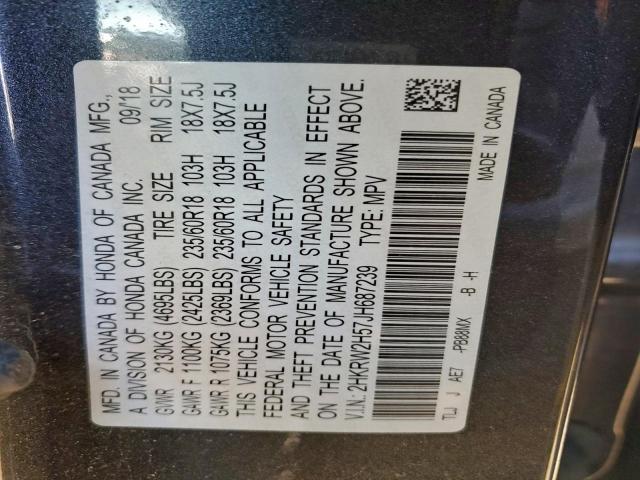 MFD. IN CANADA BY HONDA OF CANADA MFG.,
A DIVISION OF HONDA CANADA INC. 09/18
GVWR 2130KG (4695LBS) TIRE SIZE RIM SIZE
GAWR F 1100KG (2425LBS) 235/60R18 103H 18X7.5J
GAWR R 1075KG (2369LBS) 235/60R18 103H 18X7.5J
THIS VEHICLE CONFORMS TO ALL APPLICABLE
FEDERAL MOTOR VEHICLE SAFETY
AND THEFT PREVENTION STANDARDS IN EFFECT
ON THE DATE OF MANUFACTURE SHOWN ABOVE.
V.I.N.: 2HKRW2H57JH687239 TYPE: MPV
TLJ J AE7 -PB88MX -B -H
MADE IN CANADA